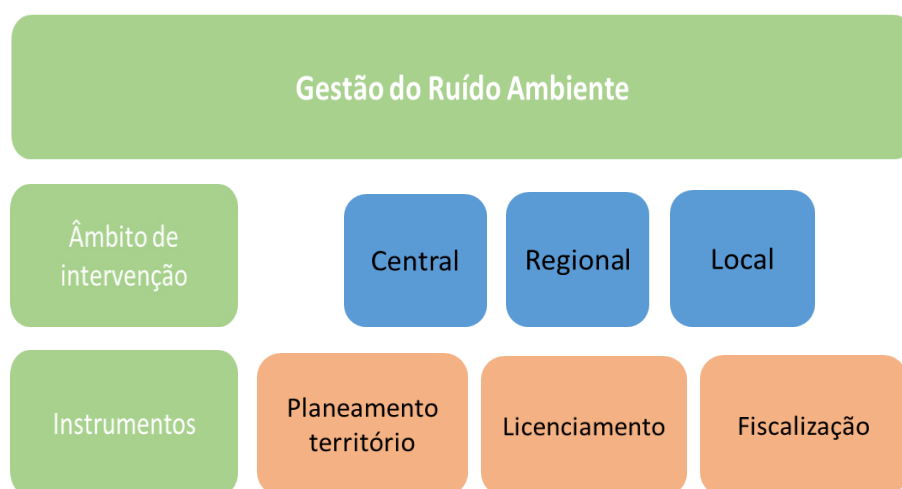 Gestão do Ruído Ambiente
Âmbito de
intervenção
Central
Regional
Local
Instrumentos
Planeamento
território
Licenciamento
Fiscalização